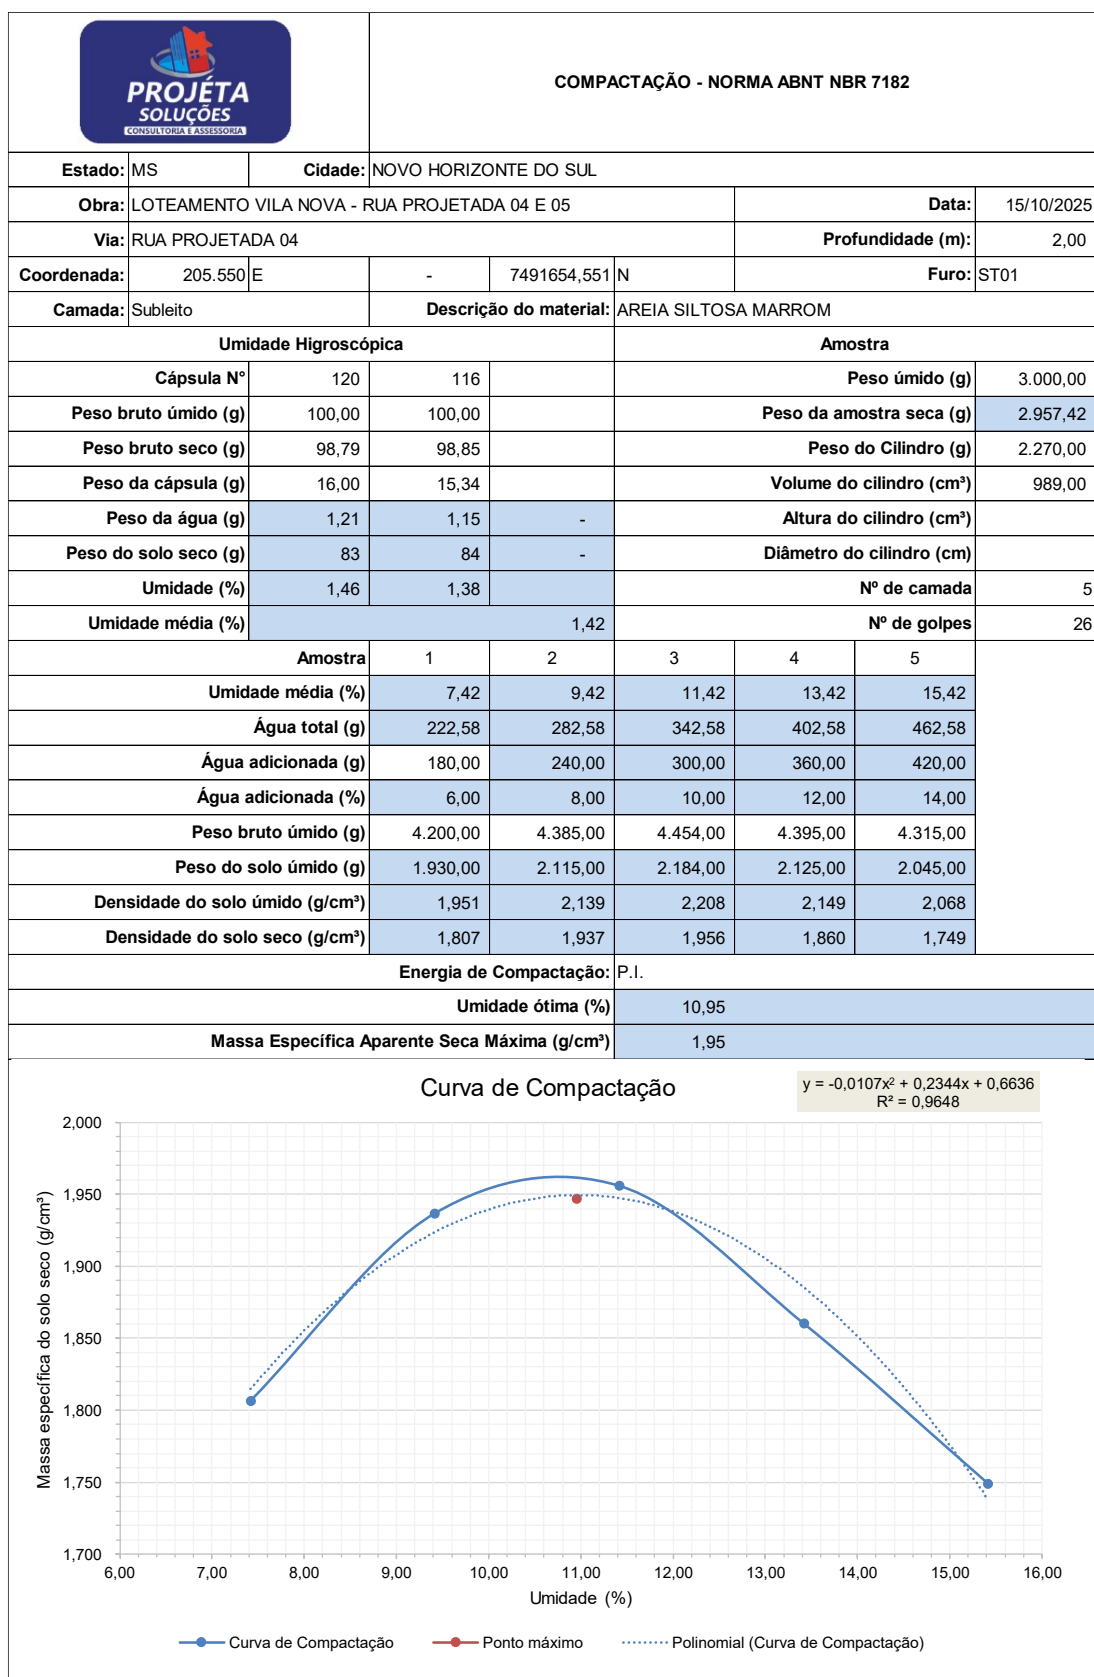 PROJÉTA
SOLUÇÕES
CONSULTORIA E ASSESSORIA
COMPACTAÇÃO - NORMA ABNT NBR 7182
Estado: MS Cidade: NOVO HORIZONTE DO SUL
Obra: LOTEAMENTO VILA NOVA - RUA PROJETADA 04 E 05 Data: 15/10/2025
Via: RUA PROJETADA 04 Profundidade (m): 2,00
Coordenada: 205.550 E - 7491654,551 N Furo: ST01
Camada: Subleito Descrição do material: AREIA SILTOSA MARROM
Umidade Higroscópica Amostra
Cápsula N° 120 116 Peso úmido (g) 3.000,00
Peso bruto úmido (g) 100,00 100,00 Peso da amostra seca (g) 2.957,42
Peso bruto seco (g) 98,79 98,85 Peso do Cilindro (g) 2.270,00
Peso da cápsula (g) 16,00 15,34 Volume do cilindro (cm³) 989,00
Peso da água (g) 1,21 1,15 - Altura do cilindro (cm³)
Peso do solo seco (g) 83 84 - Diâmetro do cilindro (cm)
Umidade (%) 1,46 1,38 Nº de camada 5
Umidade média (%) 1,42 Nº de golpes 26
Amostra 1 2 3 4 5
Umidade média (%) 7,42 9,42 11,42 13,42 15,42
Água total (g) 222,58 282,58 342,58 402,58 462,58
Água adicionada (g) 180,00 240,00 300,00 360,00 420,00
Água adicionada (%) 6,00 8,00 10,00 12,00 14,00
Peso bruto úmido (g) 4.200,00 4.385,00 4.454,00 4.395,00 4.315,00
Peso do solo úmido (g) 1.930,00 2.115,00 2.184,00 2.125,00 2.045,00
Densidade do solo úmido (g/cm³) 1,951 2,139 2,208 2,149 2,068
Densidade do solo seco (g/cm³) 1,807 1,937 1,956 1,860 1,749
Energia de Compactação: P.I.
Umidade ótima (%) 10,95
Massa Específica Aparente Seca Máxima (g/cm³) 1,95
Curva de Compactação
y = -0,0107x² + 0,2344x + 0,6636
R² = 0,9648
Massa específica do solo seco (g/cm³)
2,000
1,950
1,900
1,850
1,800
1,750
1,700
6,00 7,00 8,00 9,00 10,00 11,00 12,00 13,00 14,00 15,00 16,00
Umidade (%)
Curva de Compactação Ponto máximo Polinomial (Curva de Compactação)